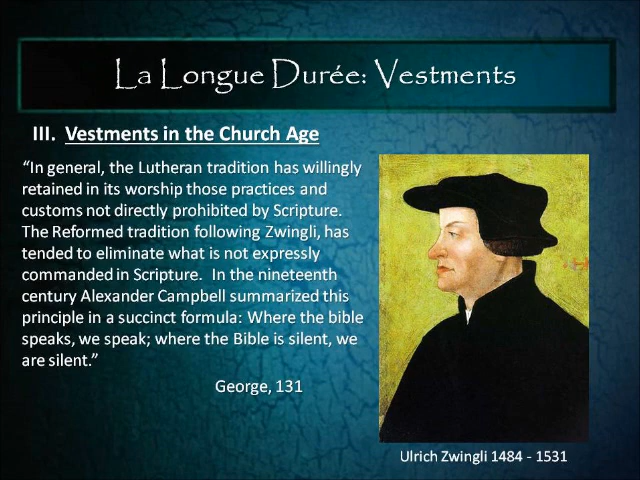 La Longue Durée: Vestments
III. Vestments in the Church Age
“In general, the Lutheran tradition has willingly
retained in its worship those practices and
customs not directly prohibited by Scripture.
The Reformed tradition following Zwingli, has
tended to eliminate what is not expressly
commanded in Scripture. In the nineteenth
century Alexander Campbell summarized this
principle in a succinct formula: Where the bible
speaks, we speak; where the Bible is silent, we
are silent.”
George, 131
Ulrich Zwingli 1484 - 1531